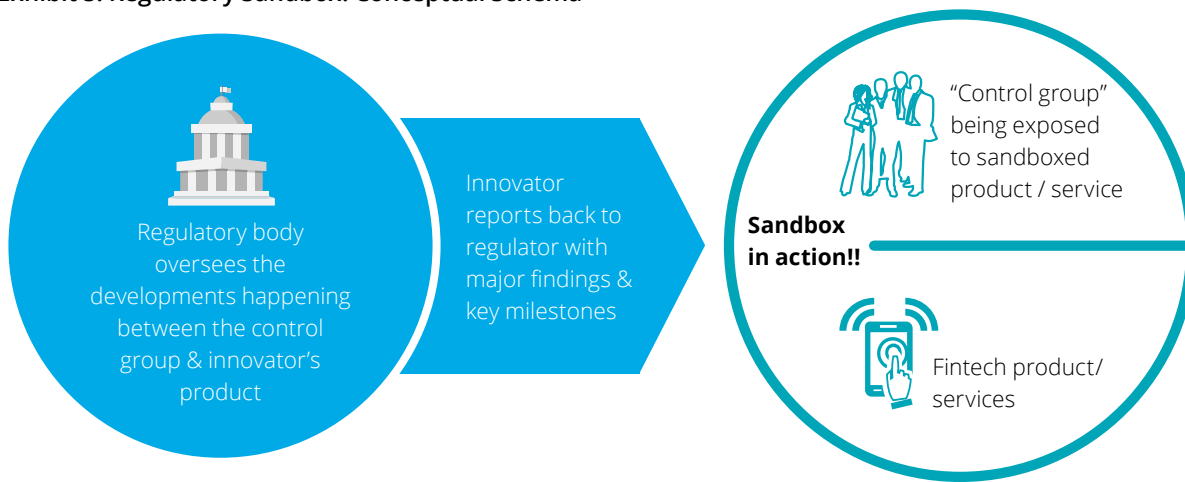 Regulatory body
oversees the
developments happening
between the control
group & innovator's
product
Innovator
reports back to
regulator with
major findings &
key milestones
Sandbox
in action!!
“Control group”
being exposed
to sandboxed
product / service
Fintech product/
services